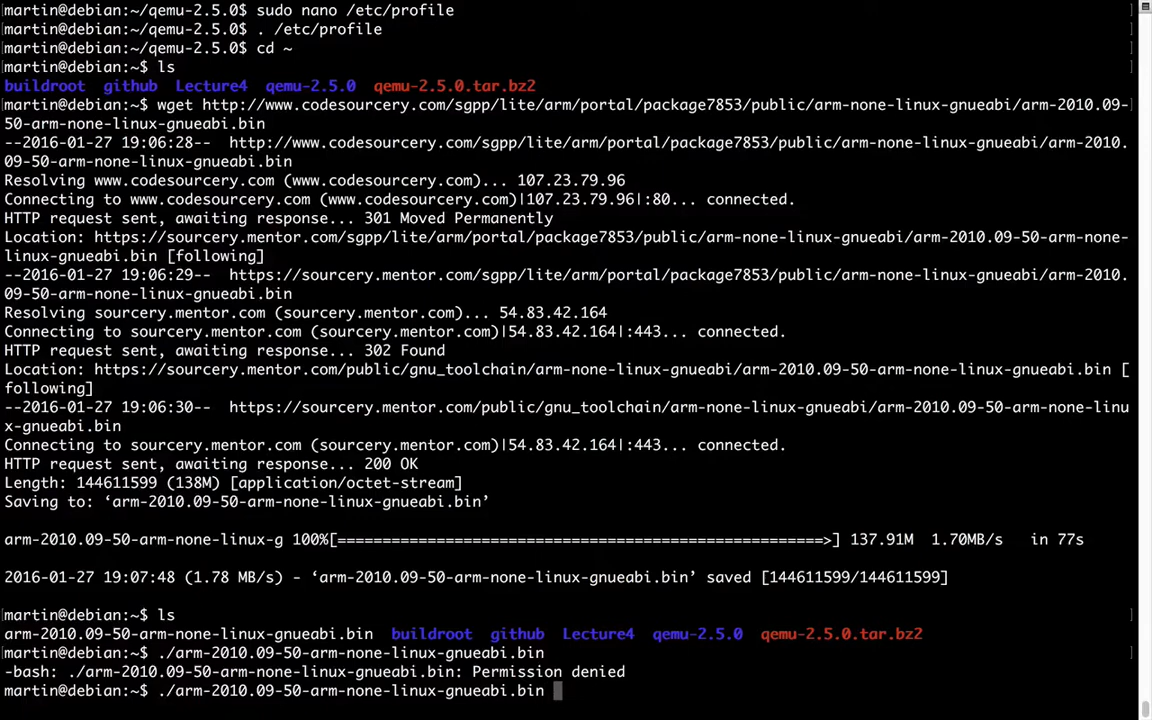 martin@debian:~/qemu-2.5.0$ sudo nano /etc/profile
martin@debian:~/qemu-2.5.0$ . /etc/profile
martin@debian:~/qemu-2.5.0$ cd ~
martin@debian:~$ ls
buildroot github Lecture4 qemu-2.5.0 qemu-2.5.0.tar.bz2
martin@debian:~$ wget http://www.codesourcery.com/sgpp/lite/arm/portal/package7853/public/arm-none-linux-gnueabi/arm-2010.09-
50-arm-none-linux-gnueabi.bin
--2016-01-27 19:06:28-- http://www.codesourcery.com/sgpp/lite/arm/portal/package7853/public/arm-none-linux-gnueabi/arm-2010.
09-50-arm-none-linux-gnueabi.bin
Resolving www.codesourcery.com (www.codesourcery.com)... 107.23.79.96
Connecting to www.codesourcery.com (www.codesourcery.com)|107.23.79.96|:80... connected.
HTTP request sent, awaiting response... 301 Moved Permanently
Location: https://sourcery.mentor.com/sgpp/lite/arm/portal/package7853/public/arm-none-linux-gnueabi/arm-2010.09-50-arm-none-
linux-gnueabi.bin [following]
--2016-01-27 19:06:29-- https://sourcery.mentor.com/sgpp/lite/arm/portal/package7853/public/arm-none-linux-gnueabi/arm-2010.
09-50-arm-none-linux-gnueabi.bin
Resolving sourcery.mentor.com (sourcery.mentor.com)... 54.83.42.164
Connecting to sourcery.mentor.com (sourcery.mentor.com)|54.83.42.164|:443... connected.
HTTP request sent, awaiting response... 302 Found
Location: https://sourcery.mentor.com/public/gnu_toolchain/arm-none-linux-gnueabi/arm-2010.09-50-arm-none-linux-gnueabi.bin [
following]
--2016-01-27 19:06:30-- https://sourcery.mentor.com/public/gnu_toolchain/arm-none-linux-gnueabi/arm-2010.09-50-arm-none-linu
x-gnueabi.bin
Connecting to sourcery.mentor.com (sourcery.mentor.com)|54.83.42.164|:443... connected.
HTTP request sent, awaiting response... 200 OK
Length: 144611599 (138M) [application/octet-stream]
Saving to: ‘arm-2010.09-50-arm-none-linux-gnueabi.bin’
arm-2010.09-50-arm-none-linux-g 100%[======================================================>] 137.91M 1.70MB/s in 77s
2016-01-27 19:07:48 (1.78 MB/s) - ‘arm-2010.09-50-arm-none-linux-gnueabi.bin’ saved [144611599/144611599]
martin@debian:~$ ls
arm-2010.09-50-arm-none-linux-gnueabi.bin buildroot github Lecture4 qemu-2.5.0 qemu-2.5.0.tar.bz2
martin@debian:~$ ./arm-2010.09-50-arm-none-linux-gnueabi.bin
-bash: ./arm-2010.09-50-arm-none-linux-gnueabi.bin: Permission denied
martin@debian:~$ ./arm-2010.09-50-arm-none-linux-gnueabi.bin